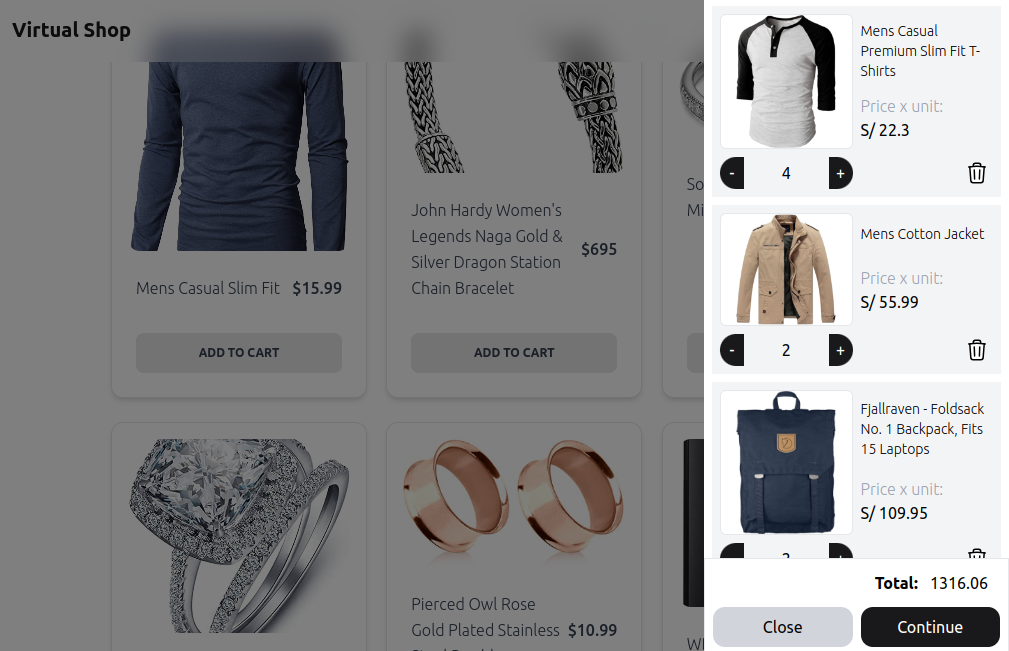 Virtual Shop
Mens Casual Slim Fit $15.99
ADD TO CART
John Hardy Women's
Legends Naga Gold &
Silver Dragon Station
Chain Bracelet
$695
ADD TO CART
So
Mi
Pierced Owl Rose
Gold Plated Stainless
$10.99
Mens Casual
Premium Slim Fit T-
Shirts
Price x unit:
S/ 22.3
- 4 +
Mens Cotton Jacket
Price x unit:
S/ 55.99
- 2 +
Fjallraven - Foldsack
No. 1 Backpack, Fits
15 Laptops
Price x unit:
S/ 109.95
Total: 1316.06
Close
Continue